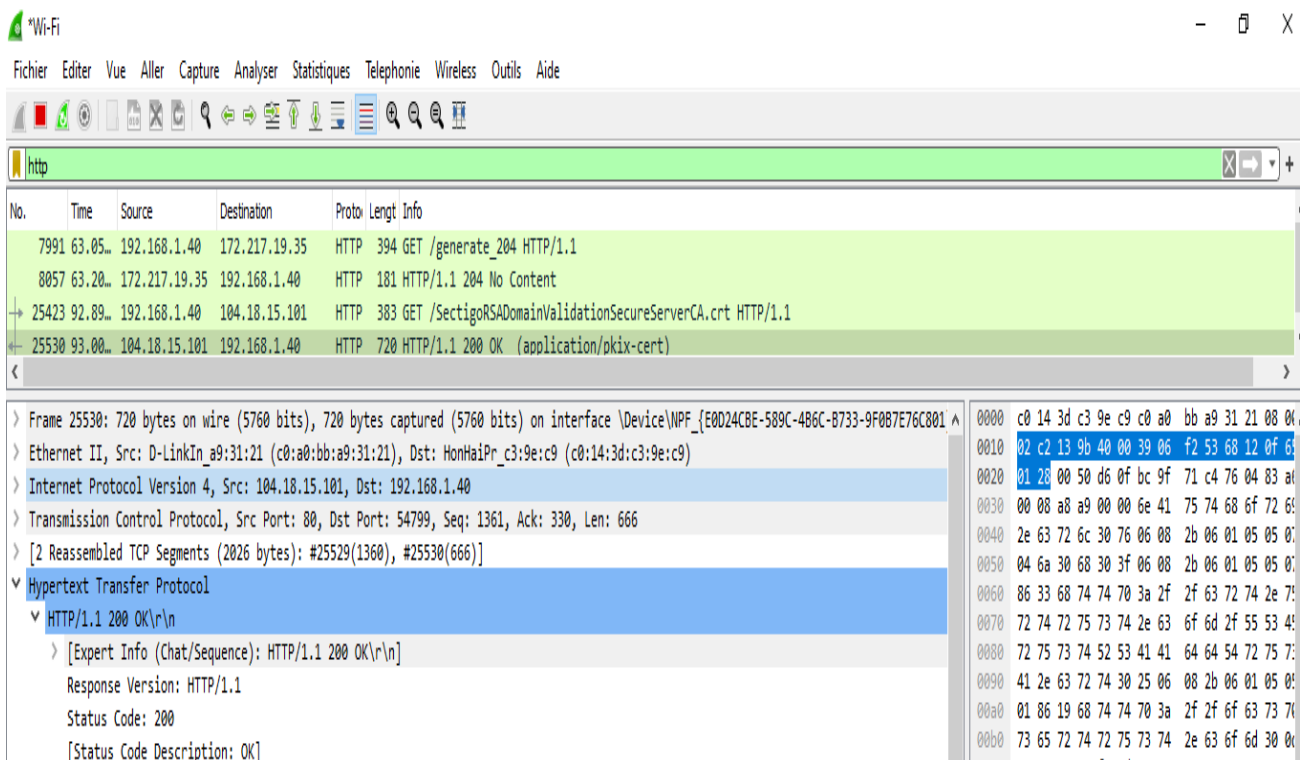 *Wi-Fi
Fichier Editer Vue Aller Capture Analyser Statistiques Telephonie Wireless Outils Aide
http
No. Time Source Destination Proto Lengt Info
7991 63.05… 192.168.1.40 172.217.19.35 HTTP 394 GET /generate_204 HTTP/1.1
8057 63.20… 172.217.19.35 192.168.1.40 HTTP 181 HTTP/1.1 204 No Content
25423 92.89… 192.168.1.40 104.18.15.101 HTTP 383 GET /SectigoRSADomainValidationSecureServerCA.crt HTTP/1.1
25530 93.00… 104.18.15.101 192.168.1.40 HTTP 720 HTTP/1.1 200 OK (application/pkix-cert)
Frame 25530: 720 bytes on wire (5760 bits), 720 bytes captured (5760 bits) on interface \Device\NPF_{E0D24CBE-589C-4B6C-B733-9F0B7E76C801}
Ethernet II, Src: D-LinkIn_a9:31:21 (c0:a0:bb:a9:31:21), Dst: HonHaiPr_c3:9e:c9 (c0:14:3d:c3:9e:c9)
Internet Protocol Version 4, Src: 104.18.15.101, Dst: 192.168.1.40
Transmission Control Protocol, Src Port: 80, Dst Port: 54799, Seq: 1361, Ack: 330, Len: 666
[2 Reassembled TCP Segments (2026 bytes): #25529(1360), #25530(666)]
Hypertext Transfer Protocol
HTTP/1.1 200 OK\r\n
[Expert Info (Chat/Sequence): HTTP/1.1 200 OK\r\n]
Response Version: HTTP/1.1
Status Code: 200
[Status Code Description: OK]
0000 c0 14 3d c3 9e c9 c0 a0 bb a9 31 21 08
0010 02 c2 13 9b 40 00 39 06 f2 53 68 12 0f 65
0020 01 28 00 50 d6 0f bc 9f 71 c4 76 04 83
0030 00 08 a8 a9 00 00 6e 41 75 74 68 6f 72
0040 2e 63 72 6c 30 76 06 08 2b 06 01 05 05
0050 04 6a 30 68 30 3f 06 08 2b 06 01 05 05
0060 86 33 68 74 74 70 3a 2f 2f 63 72 74 2e
0070 72 74 72 75 73 74 2e 63 6f 6d 2f 55 53
0080 72 75 73 74 52 53 41 41 64 64 54 72 75
0090 41 2e 63 72 74 30 25 06 08 2b 06 01 05
00a0 01 86 19 68 74 74 70 3a 2f 2f 6f 63 73
00b0 73 65 72 74 72 75 73 74 2e 63 6f 6d 30